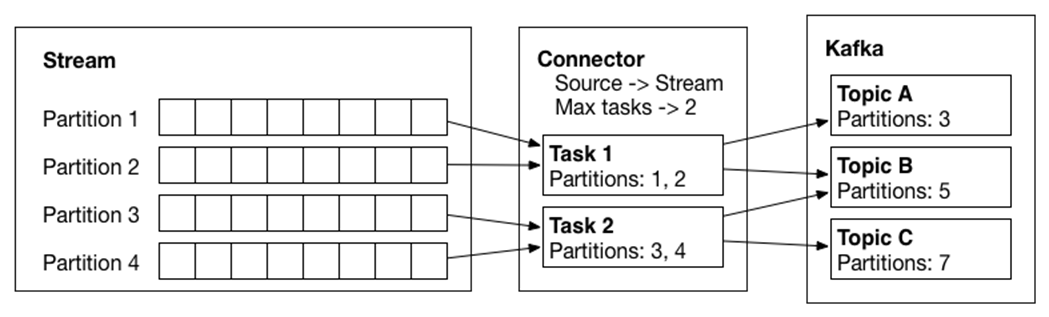 Stream
Partition 1
Partition 2
Partition 3
Partition 4
Connector
Source -> Stream
Max tasks -> 2
Task 1
Partitions: 1, 2
Task 2
Partitions: 3, 4
Kafka
Topic A
Partitions: 3
Topic B
Partitions: 5
Topic C
Partitions: 7